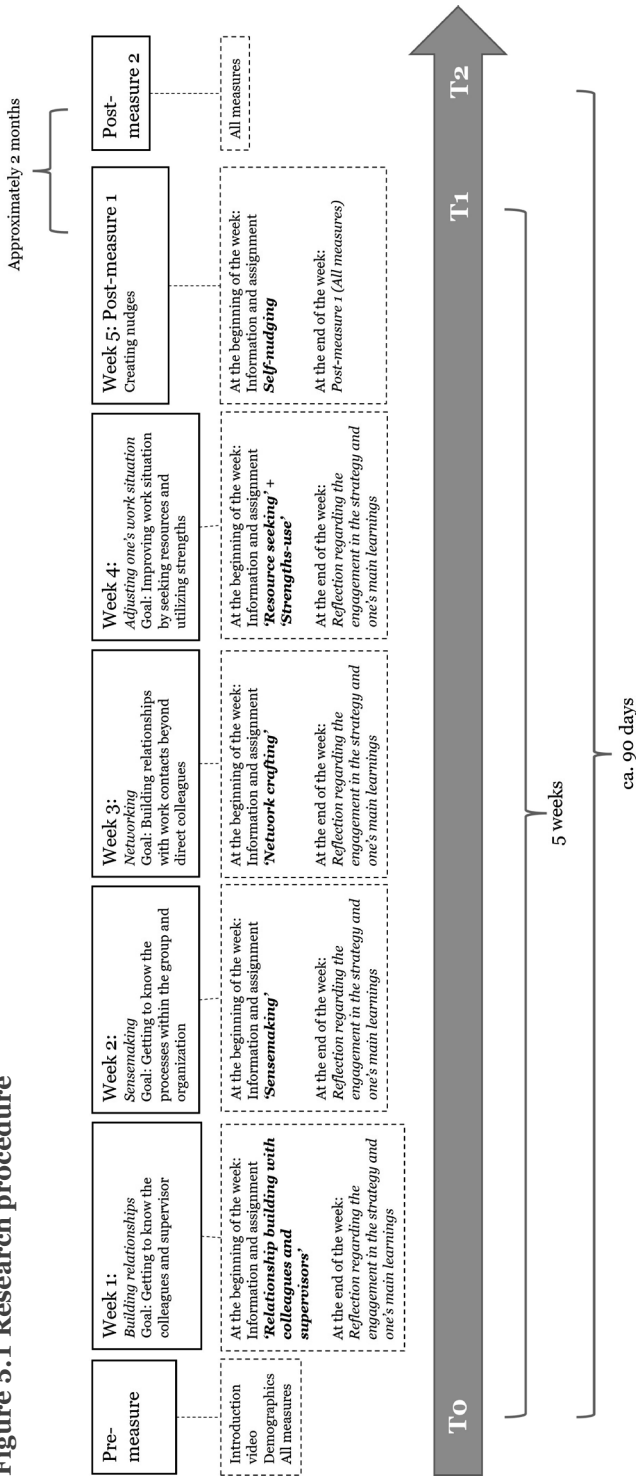 Figure 5.1 Research procedure
Approximately 2 months
Pre-
measure
Introduction
video
Demographics
All measures
Week 1:
Building relationships
Goal: Getting to know the
colleagues and supervisor
At the beginning of the week:
Information and assignment
‘Relationship building with
colleagues and
supervisors’
At the end of the week:
Reflection regarding the
engagement in the strategy and
one’s main learnings
Week 2:
Sensemaking
Goal: Getting to know the
processes within the group and
organization
At the beginning of the week:
Information and assignment
‘Sensemaking’
At the end of the week:
Reflection regarding the
engagement in the strategy and
one’s main learnings
Week 3:
Networking
Goal: Building relationships
with work contacts beyond
direct colleagues
At the beginning of the week:
Information and assignment
‘Network crafting’
At the end of the week:
Reflection regarding the
engagement in the strategy and
one’s main learnings
Week 4:
Adjusting one’s work situation
Goal: Improving work situation
by seeking resources and
utilizing strengths
At the beginning of the week:
Information and assignment
‘Resource seeking’ +
‘Strengths-use’
At the end of the week:
Reflection regarding the
engagement in the strategy and
one’s main learnings
Week 5: Post-measure 1
Creating nudges
At the beginning of the week:
Information and assignment
Self-nudging
At the end of the week:
Post-measure 1 (All measures)
Post-
measure 2
All measures
T0
T1
T2
5 weeks
ca. 90 days